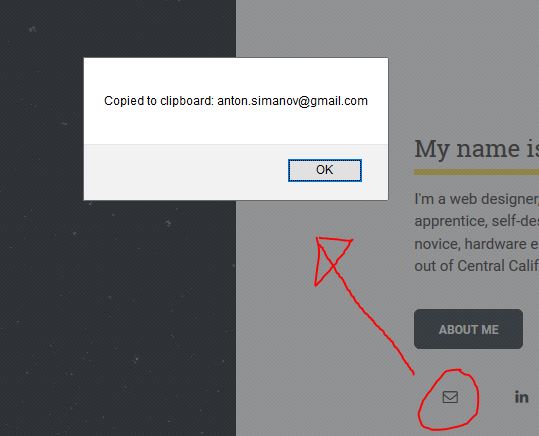 Copied to clipboard: anton.simanov@gmail.com
OK
My name is
I'm a web designer,
apprentice, self-des
novice, hardware e
out of Central Calif
ABOUT ME
in